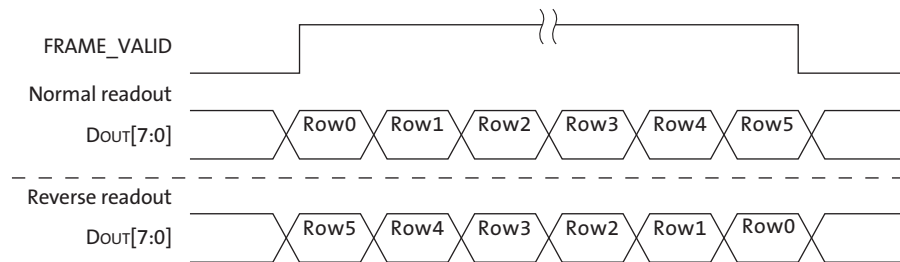 FRAME_VALID
Normal readout
DOUT[7:0] Row0 Row1 Row2 Row3 Row4 Row5
Reverse readout
DOUT[7:0] Row5 Row4 Row3 Row2 Row1 Row0